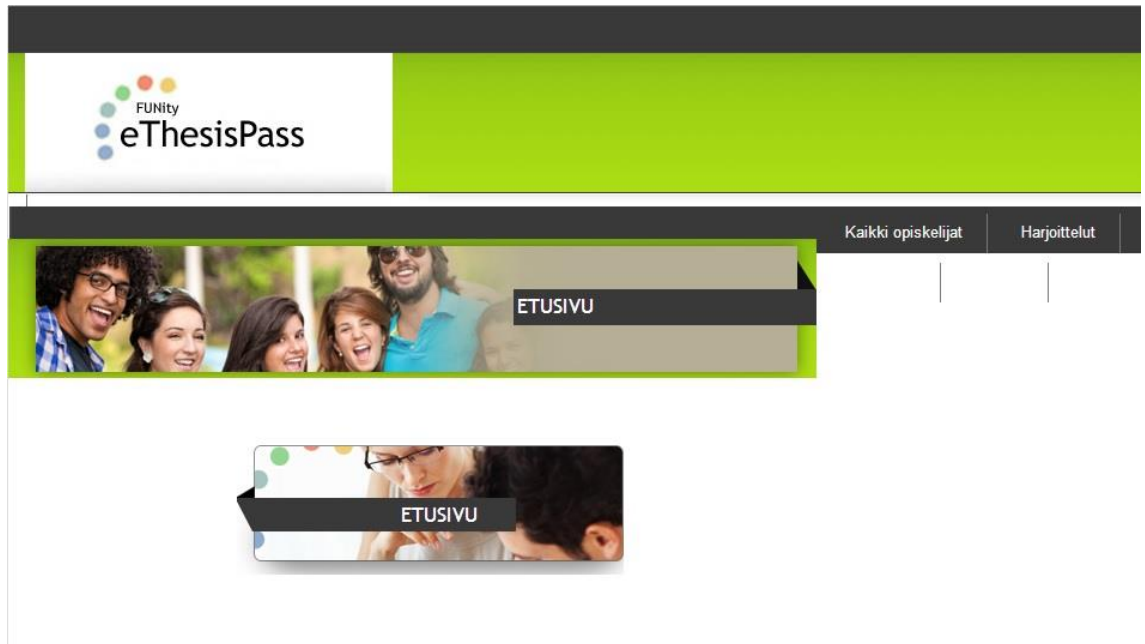 FUNity
eThesisPass
Kaikki opiskelijat
Harjoittelut
ETUSIVU
ETUSIVU